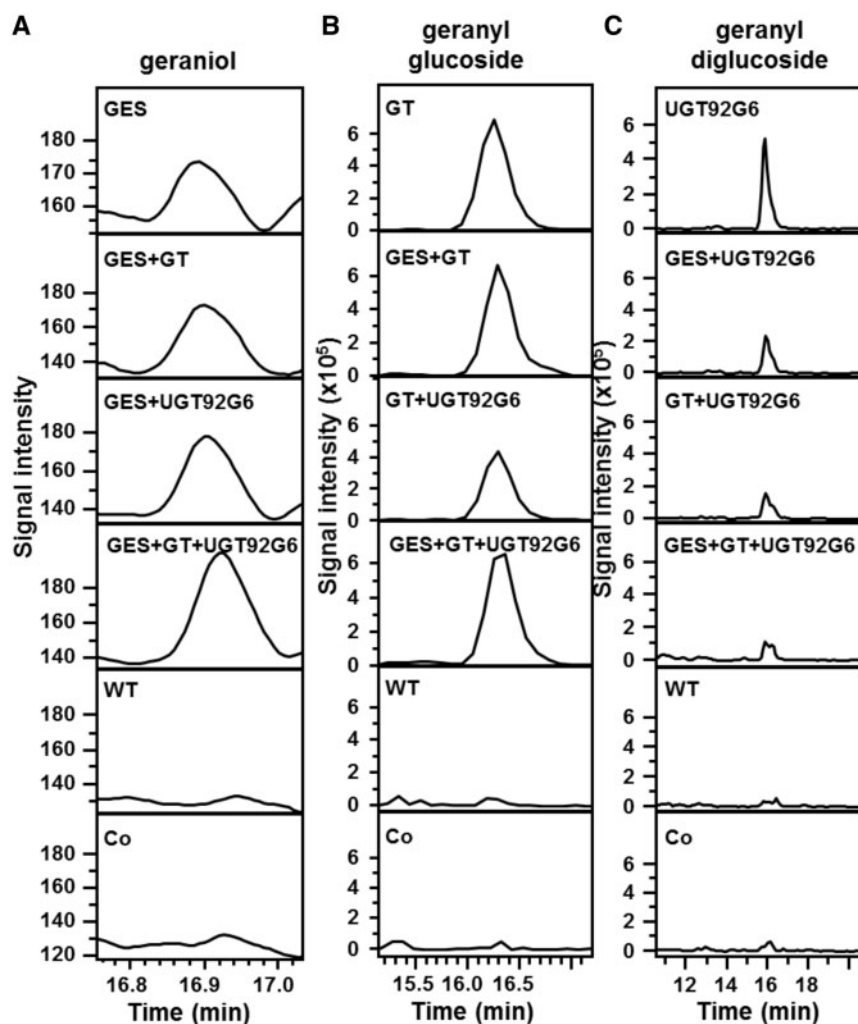 A
geraniol
Signal intensity
GES
180
170
160
GES+GT
180
160
140
GES+UGT92G6
180
160
140
GES+GT+UGT92G6
180
160
140
WT
180
160
130
Co
180
160
130
120
16.8 16.9 17.0
Time (min)
B
geranyl
glucoside
Signal intensity (x10⁵)
GT
6
4
2
0
GES+GT
6
4
2
0
GT+UGT92G6
6
4
2
0
GES+GT+UGT92G6
6
4
2
0
WT
6
4
2
0
Co
6
4
2
0
15.5 16.0 16.5
Time (min)
C
geranyl
diglucoside
Signal intensity (x10⁵)
UGT92G6
6
4
2
0
GES+UGT92G6
6
4
2
0
GT+UGT92G6
6
4
2
0
GES+GT+UGT92G6
6
4
2
0
WT
6
4
2
0
Co
6
4
2
0
12 14 16 18
Time (min)